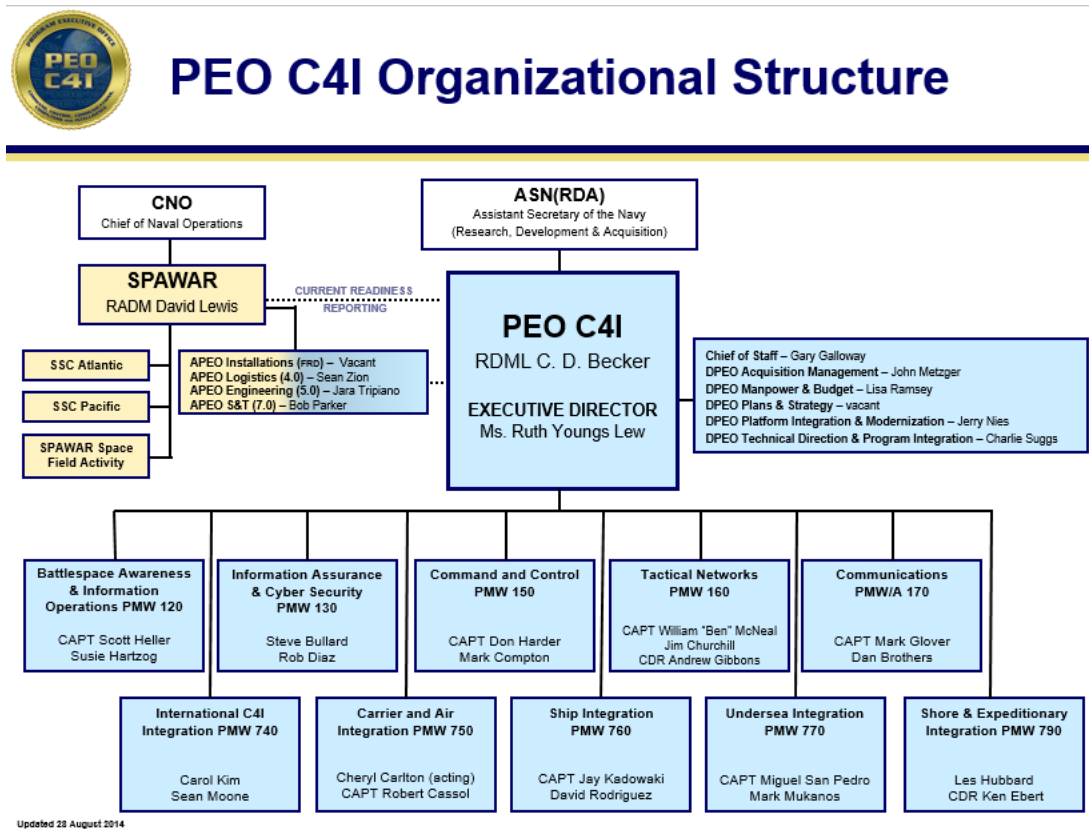 PROGRAM EXECUTIVE OFFICE
PEO
C4I
PEO C4I Organizational Structure
CNO
Chief of Naval Operations
ASN(RDA)
Assistant Secretary of the Navy
(Research, Development & Acquisition)
SPAWAR
RADM David Lewis
CURRENT READINESS
REPORTING
PEO C4I
RDML C. D. Becker
EXECUTIVE DIRECTOR
Ms. Ruth Youngs Lew
SSC Atlantic
SSC Pacific
SPAWAR Space
Field Activity
APEO Installations (FRD) – Vacant
APEO Logistics (4.0) – Sean Zion
APEO Engineering (5.0) – Jara Tripiano
APEO S&T (7.0) – Bob Parker
Chief of Staff – Gary Galloway
DPEO Acquisition Management – John Metzger
DPEO Manpower & Budget – Lisa Ramsey
DPEO Plans & Strategy – vacant
DPEO Platform Integration & Modernization – Jerry Nies
DPEO Technical Direction & Program Integration – Charlie Suggs
Battlespace Awareness
& Information
Operations PMW 120
CAPT Scott Heller
Susie Hartzog
Information Assurance
& Cyber Security
PMW 130
Steve Bullard
Rob Diaz
Command and Control
PMW 150
CAPT Don Harder
Mark Compton
Tactical Networks
PMW 160
CAPT William "Ben" McNeal
Jim Churchill
CDR Andrew Gibbons
Communications
PMW/A 170
CAPT Mark Glover
Dan Brothers
International C4I
Integration PMW 740
Carol Kim
Sean Moone
Carrier and Air
Integration PMW 750
Cheryl Carlton (acting)
CAPT Robert Cassol
Ship Integration
PMW 760
CAPT Jay Kadowaki
David Rodriguez
Undersea Integration
PMW 770
CAPT Miguel San Pedro
Mark Mukanos
Shore & Expeditionary
Integration PMW 790
Les Hubbard
CDR Ken Ebert
Updated 28 August 2014